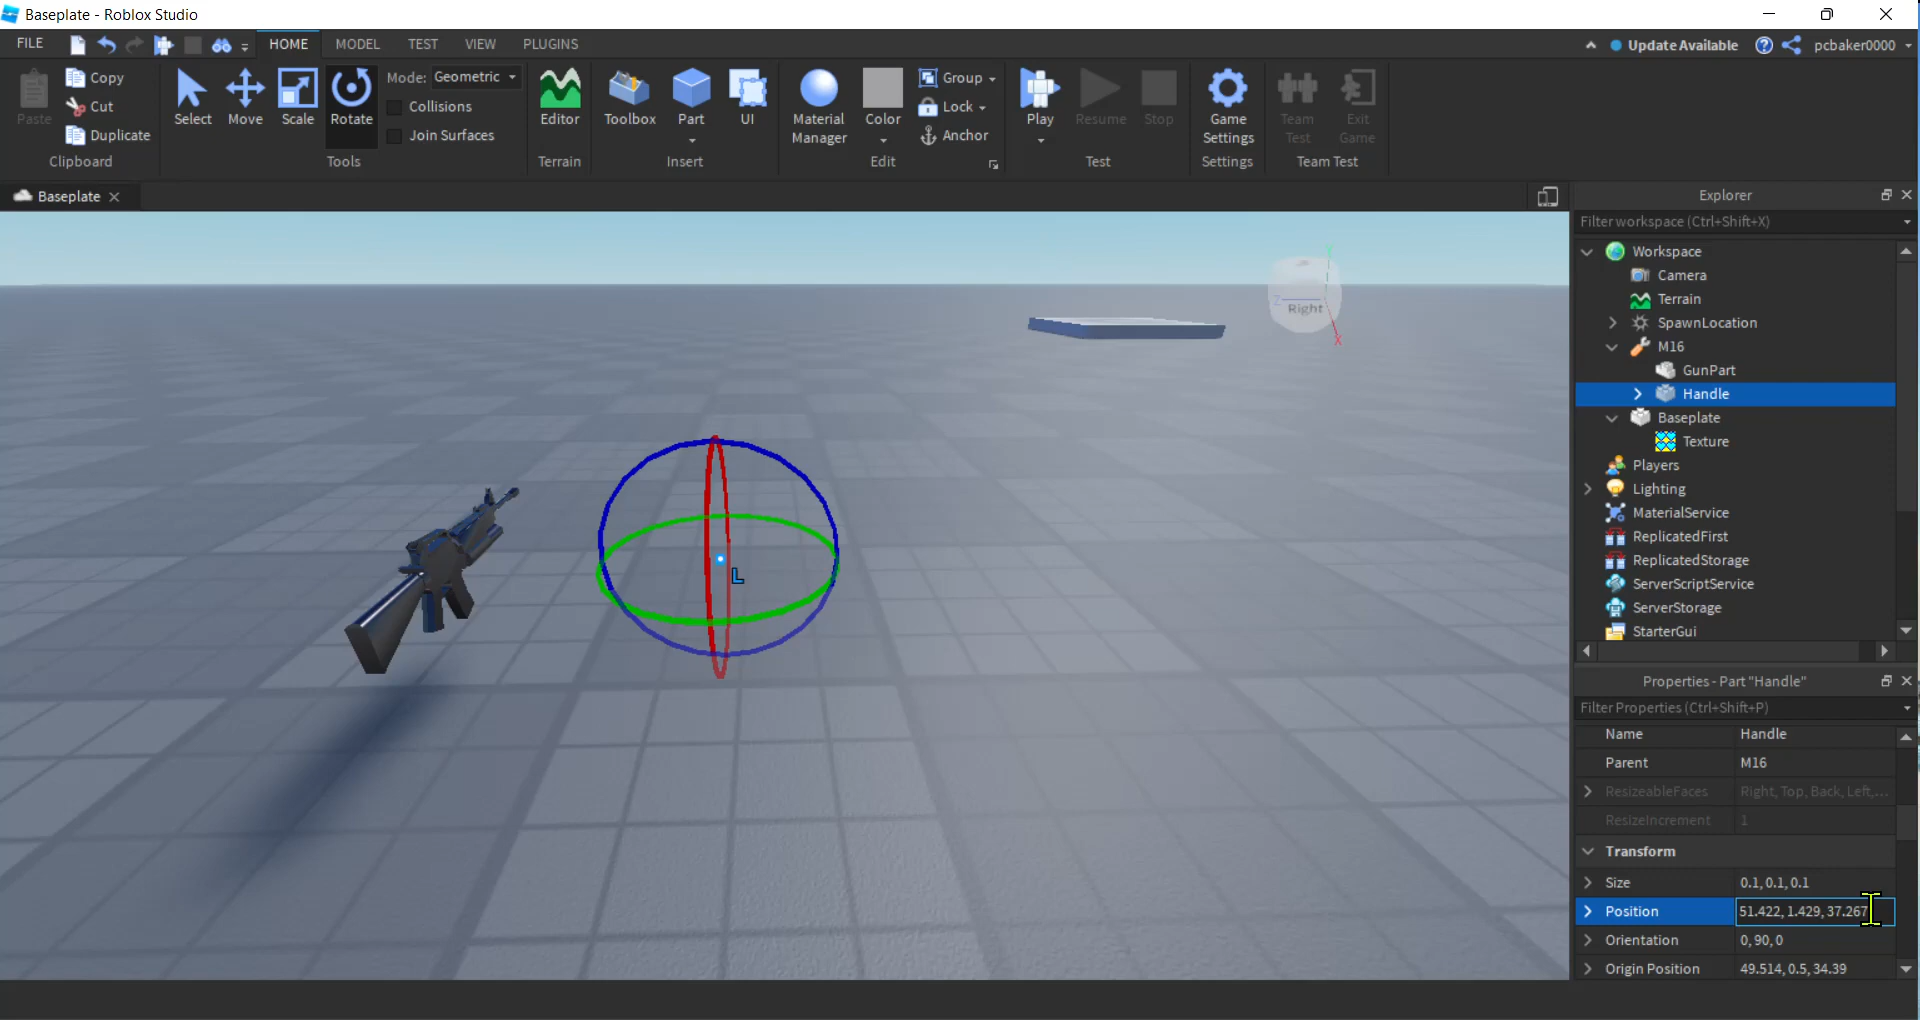 Baseplate - Roblox Studio
FILE HOME MODEL TEST VIEW PLUGINS Update Available pcbaker0000
Paste Copy Cut Duplicate
Clipboard
Select Move Scale Rotate
Mode: Geometric
Collisions
Join Surfaces
Tools
Editor
Terrain
Toolbox Part UI
Insert
Material Manager Color
Group
Lock
Anchor
Edit
Play Resume Stop
Test
Game Settings
Settings
Team Test Exit Game
Team Test
Baseplate
Y
Z Right
X
L
Explorer
Filter workspace (Ctrl+Shift+X)
Workspace
Camera
Terrain
SpawnLocation
M16
GunPart
Handle
Baseplate
Texture
Players
Lighting
MaterialService
ReplicatedFirst
ReplicatedStorage
ServerScriptService
ServerStorage
StarterGui
Properties - Part "Handle"
Filter Properties (Ctrl+Shift+P)
Name Handle
Parent M16
ResizeableFaces Right, Top, Back, Left,...
ResizeIncrement 1
Transform
Size 0.1, 0.1, 0.1
Position 51.422, 1.429, 37.267
Orientation 0, 90, 0
Origin Position 49.514, 0.5, 34.39